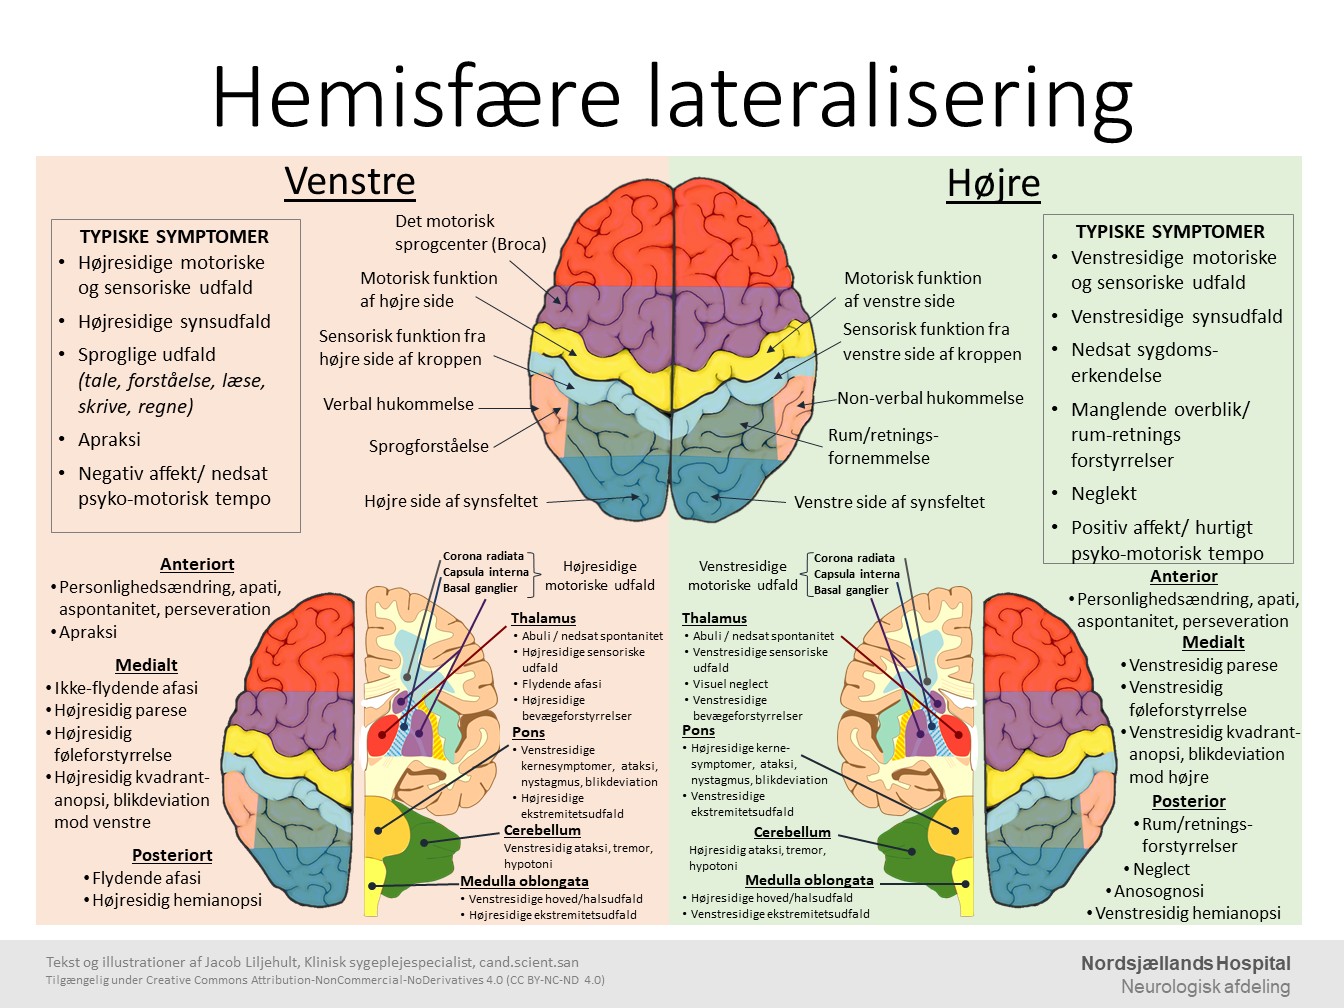 Hemisfære lateralisering
Venstre
TYPISKE SYMPTOMER
• Højresidige motoriske
og sensoriske udfald
• Højresidige synsudfald
• Sproglige udfald
(tale, forståelse, læse,
skrive, regne)
• Apraksi
• Negativ affekt/ nedsat
psyko-motorisk tempo
Det motorisk
sprogcenter (Broca)
Motorisk funktion
af højre side
Sensorisk funktion fra
højre side af kroppen
Verbal hukommelse
Sprogforståelse
Højre side af synsfeltet
Højre
Motorisk funktion
af venstre side
Sensorisk funktion fra
venstre side af kroppen
Non-verbal hukommelse
Rum/retnings-
fornemmelse
Venstre side af synsfeltet
TYPISKE SYMPTOMER
• Venstresidige motoriske
og sensoriske udfald
• Venstresidige synsudfald
• Nedsat sygdoms-
erkendelse
• Manglende overblik/
rum-retnings
forstyrrelser
• Neglekt
• Positiv affekt/ hurtigt
psyko-motorisk tempo
Anteriort
• Personlighedsændring, apati,
aspontanitet, perseveration
• Apraksi
Medialt
• Ikke-flydende afasi
• Højresidig parese
• Højresidig
føleforstyrrelse
• Højresidig kvadrant-
anopsi, blikdeviation
mod venstre
Posteriort
• Flydende afasi
• Højresidig hemianopsi
Corona radiata
Capsula interna
Basal ganglier
Højresidige
motoriske udfald
Thalamus
• Abuli / nedsat spontanitet
• Højresidige sensoriske
udfald
• Flydende afasi
• Højresidige
bevægeforstyrrelser
Pons
• Venstresidige
kernesymptomer, ataksi,
nystagmus, blikdeviation
• Højresidige
ekstremitetsudfald
Cerebellum
Venstresidig ataksi, tremor,
hypotoni
Medulla oblongata
• Venstresidige hoved/halsudfald
• Højresidige ekstremitetsudfald
Venstresidige
motoriske udfald
Corona radiata
Capsula interna
Basal ganglier
Thalamus
• Abuli / nedsat spontanitet
• Venstresidige sensoriske
udfald
• Visuel neglect
• Venstresidige
bevægeforstyrrelser
Pons
• Højresidige kerne-
symptomer, ataksi,
nystagmus, blikdeviation
• Venstresidige
ekstremitetsudfald
Cerebellum
Højresidig ataksi, tremor,
hypotoni
Medulla oblongata
• Højresidige hoved/halsudfald
• Venstresidige ekstremitetsudfald
Anterior
• Personlighedsændring, apati,
aspontanitet, perseveration
Medialt
• Venstresidig parese
• Venstresidig
føleforstyrrelse
• Venstresidig kvadrant-
anopsi, blikdeviation
mod højre
Posterior
• Rum/retnings-
forstyrrelser
• Neglect
• Anosognosi
• Venstresidig hemianopsi
Tekst og illustrationer af Jacob Liljehult, Klinisk sygeplejespecialist, cand.scient.san
Tilgængelig under Creative Commons Attribution-NonCommercial-NoDerivatives 4.0 (CC BY-NC-ND 4.0)
Nordsjællands Hospital
Neurologisk afdeling